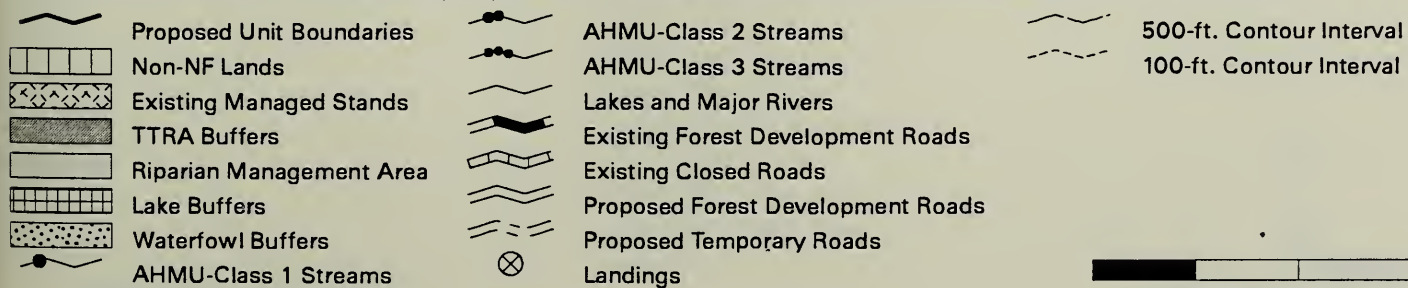 Proposed Unit Boundaries
Non-NF Lands
Existing Managed Stands
TTRA Buffers
Riparian Management Area
Lake Buffers
Waterfowl Buffers
AHMU-Class 1 Streams
AHMU-Class 2 Streams
AHMU-Class 3 Streams
Lakes and Major Rivers
Existing Forest Development Roads
Existing Closed Roads
Proposed Forest Development Roads
Proposed Temporary Roads
Landings
500-ft. Contour Interval
100-ft. Contour Interval